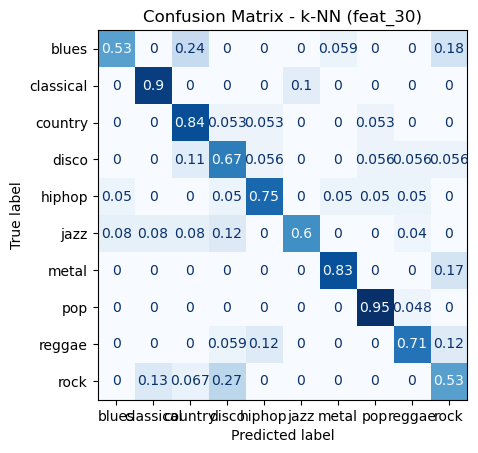 Confusion Matrix - k-NN (feat_30)
True label
blues 0.53 0 0.24 0 0 0 0.059 0 0 0.18
classical 0 0.9 0 0 0 0.1 0 0 0 0
country 0 0 0.84 0.053 0.053 0 0 0.053 0 0
disco 0 0 0.11 0.67 0.056 0 0 0.056 0.056 0.056
hiphop 0.05 0 0 0.05 0.75 0 0.05 0.05 0.05 0
jazz 0.08 0.08 0.08 0.12 0 0.6 0 0 0.04 0
metal 0 0 0 0 0 0 0.83 0 0 0.17
pop 0 0 0 0 0 0 0 0.95 0.048 0
reggae 0 0 0 0.059 0.12 0 0 0 0.71 0.12
rock 0 0.13 0.067 0.27 0 0 0 0 0 0.53
blues classical country disco hiphop jazz metal pop reggae rock
Predicted label